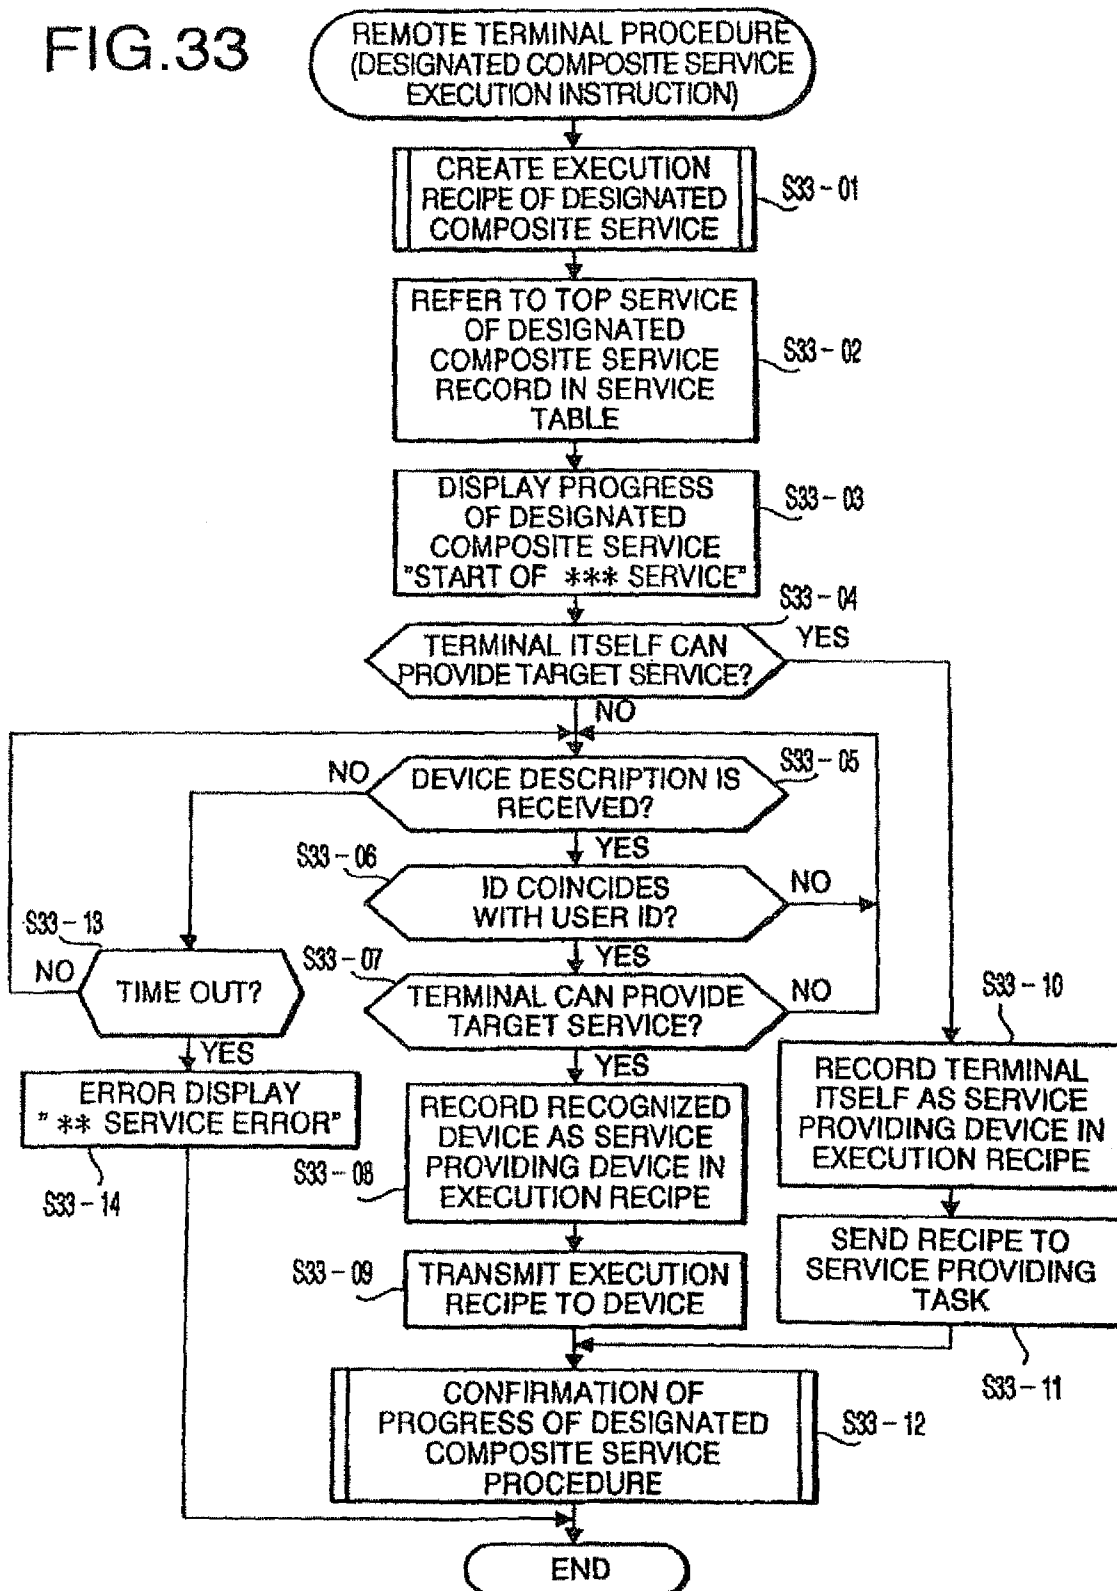 FIG.33
REMOTE TERMINAL PROCEDURE
(DESIGNATED COMPOSITE SERVICE
EXECUTION INSTRUCTION)
CREATE EXECUTION
RECIPE OF DESIGNATED
COMPOSITE SERVICE
S33-01
REFER TO TOP SERVICE
OF DESIGNATED
COMPOSITE SERVICE
RECORD IN SERVICE
TABLE
S33-02
DISPLAY PROGRESS
OF DESIGNATED
COMPOSITE SERVICE
"START OF *** SERVICE"
S33-03
S33-04
TERMINAL ITSELF CAN
PROVIDE TARGET SERVICE?
YES
NO
S33-05
NO
DEVICE DESCRIPTION IS
RECEIVED?
YES
S33-06
ID COINCIDES
WITH USER ID?
NO
YES
S33-13
NO
TIME OUT?
YES
S33-07
TERMINAL CAN PROVIDE
TARGET SERVICE?
NO
YES
S33-10
RECORD TERMINAL
ITSELF AS SERVICE
PROVIDING DEVICE IN
EXECUTION RECIPE
ERROR DISPLAY
" ** SERVICE ERROR"
S33-14
RECORD RECOGNIZED
DEVICE AS SERVICE
PROVIDING DEVICE IN
EXECUTION RECIPE
S33-08
SEND RECIPE TO
SERVICE PROVIDING
TASK
S33-11
S33-09
TRANSMIT EXECUTION
RECIPE TO DEVICE
CONFIRMATION OF
PROGRESS OF DESIGNATED
COMPOSITE SERVICE
PROCEDURE
S33-12
END